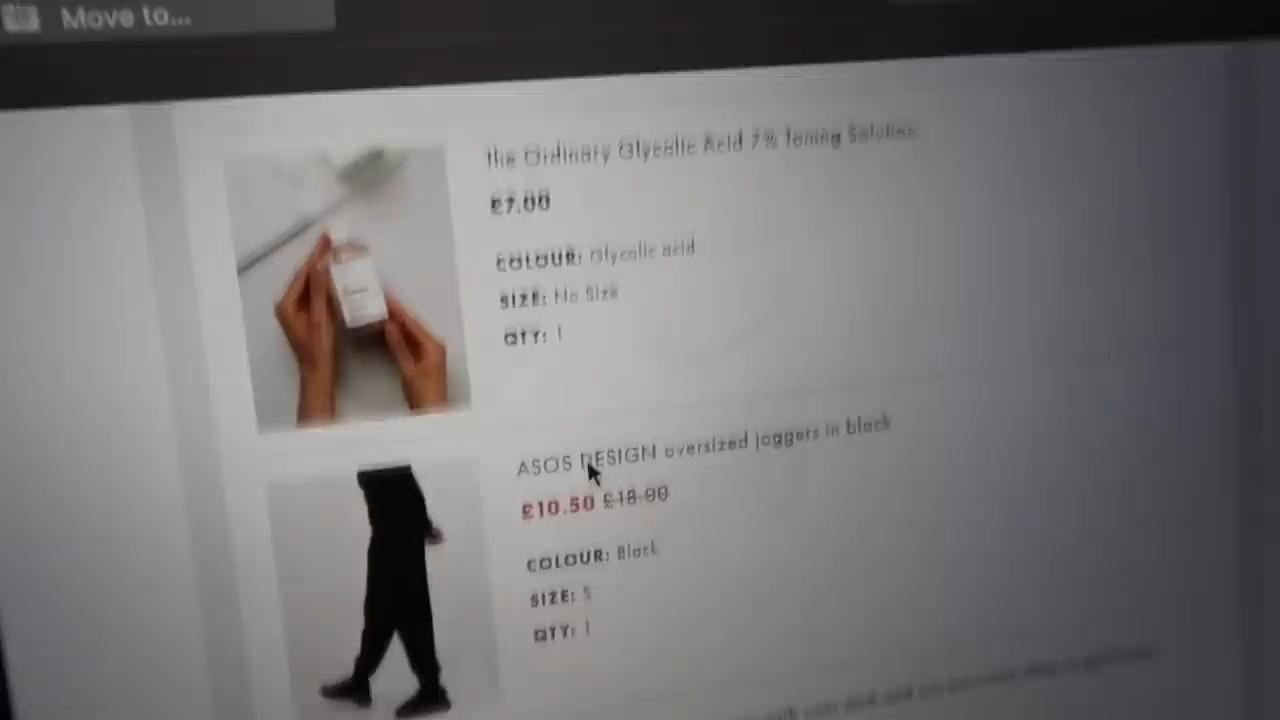 Move to...
the Ordinary Glycolic Acid 7% Toning Solution
£7.00
COLOUR: Glycolic acid
SIZE: No Size
QTY: 1
ASOS DESIGN oversized joggers in black
£10.50 £18.00
COLOUR: Black
SIZE: S
QTY: 1